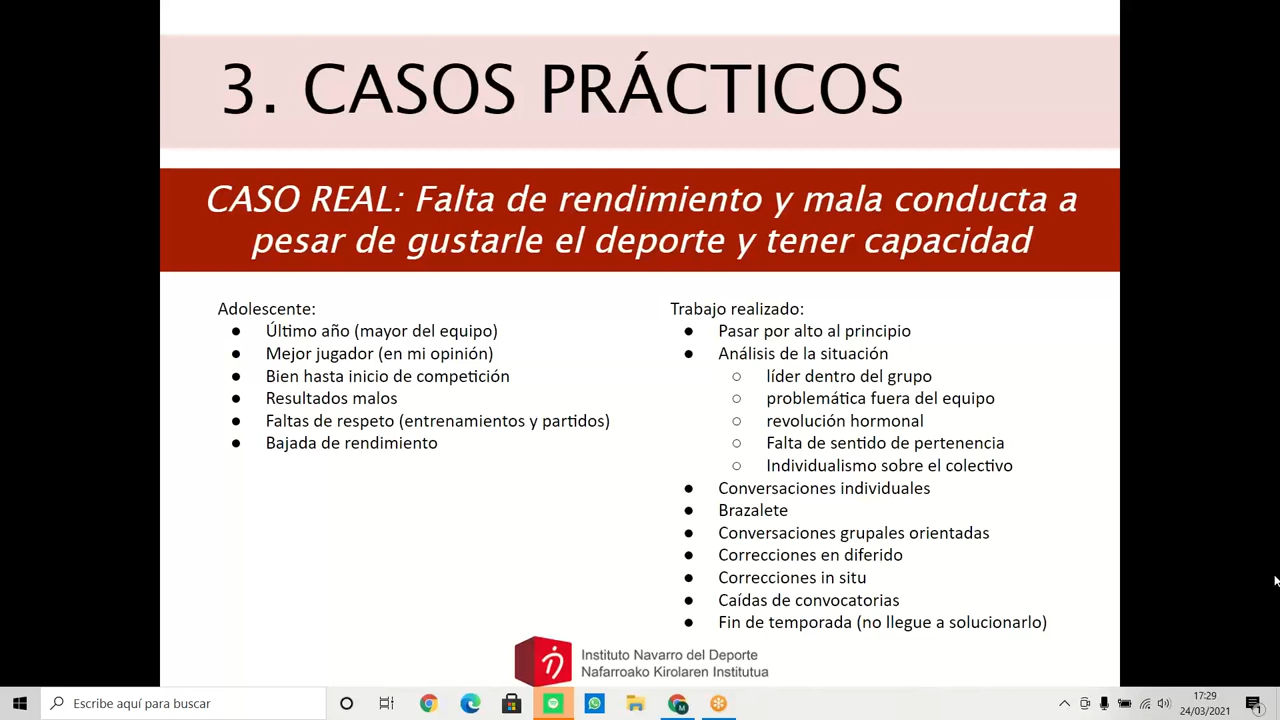 3. CASOS PRÁCTICOS
CASO REAL: Falta de rendimiento y mala conducta a
pesar de gustarle el deporte y tener capacidad
Adolescente:
● Último año (mayor del equipo)
● Mejor jugador (en mi opinión)
● Bien hasta inicio de competición
● Resultados malos
● Faltas de respeto (entrenamientos y partidos)
● Bajada de rendimiento
Trabajo realizado:
● Pasar por alto al principio
● Análisis de la situación
○ líder dentro del grupo
○ problemática fuera del equipo
○ revolución hormonal
○ Falta de sentido de pertenencia
○ Individualismo sobre el colectivo
● Conversaciones individuales
● Brazalete
● Conversaciones grupales orientadas
● Correcciones en diferido
● Correcciones in situ
● Caídas de convocatorias
● Fin de temporada (no llegue a solucionarlo)
Instituto Navarro del Deporte
Nafarroako Kirolaren Institutua
Escribe aquí para buscar
M
17:29
24/03/2021
1